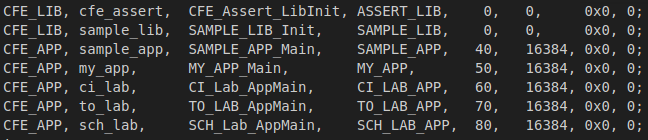 CFE_LIB, cfe_assert,  CFE_Assert_LibInit, ASSERT_LIB,    0,   0,     0x0, 0;
CFE_LIB, sample_lib,  SAMPLE_LIB_Init,    SAMPLE_LIB,    0,   0,     0x0, 0;
CFE_APP, sample_app,  SAMPLE_APP_Main,    SAMPLE_APP,   40,   16384, 0x0, 0;
CFE_APP, my_app,      MY_APP_Main,        MY_APP,       50,   16384, 0x0, 0;
CFE_APP, ci_lab,      CI_Lab_AppMain,     CI_LAB_APP,   60,   16384, 0x0, 0;
CFE_APP, to_lab,      TO_LAB_AppMain,     TO_LAB_APP,   70,   16384, 0x0, 0;
CFE_APP, sch_lab,     SCH_Lab_AppMain,    SCH_LAB_APP,  80,   16384, 0x0, 0;